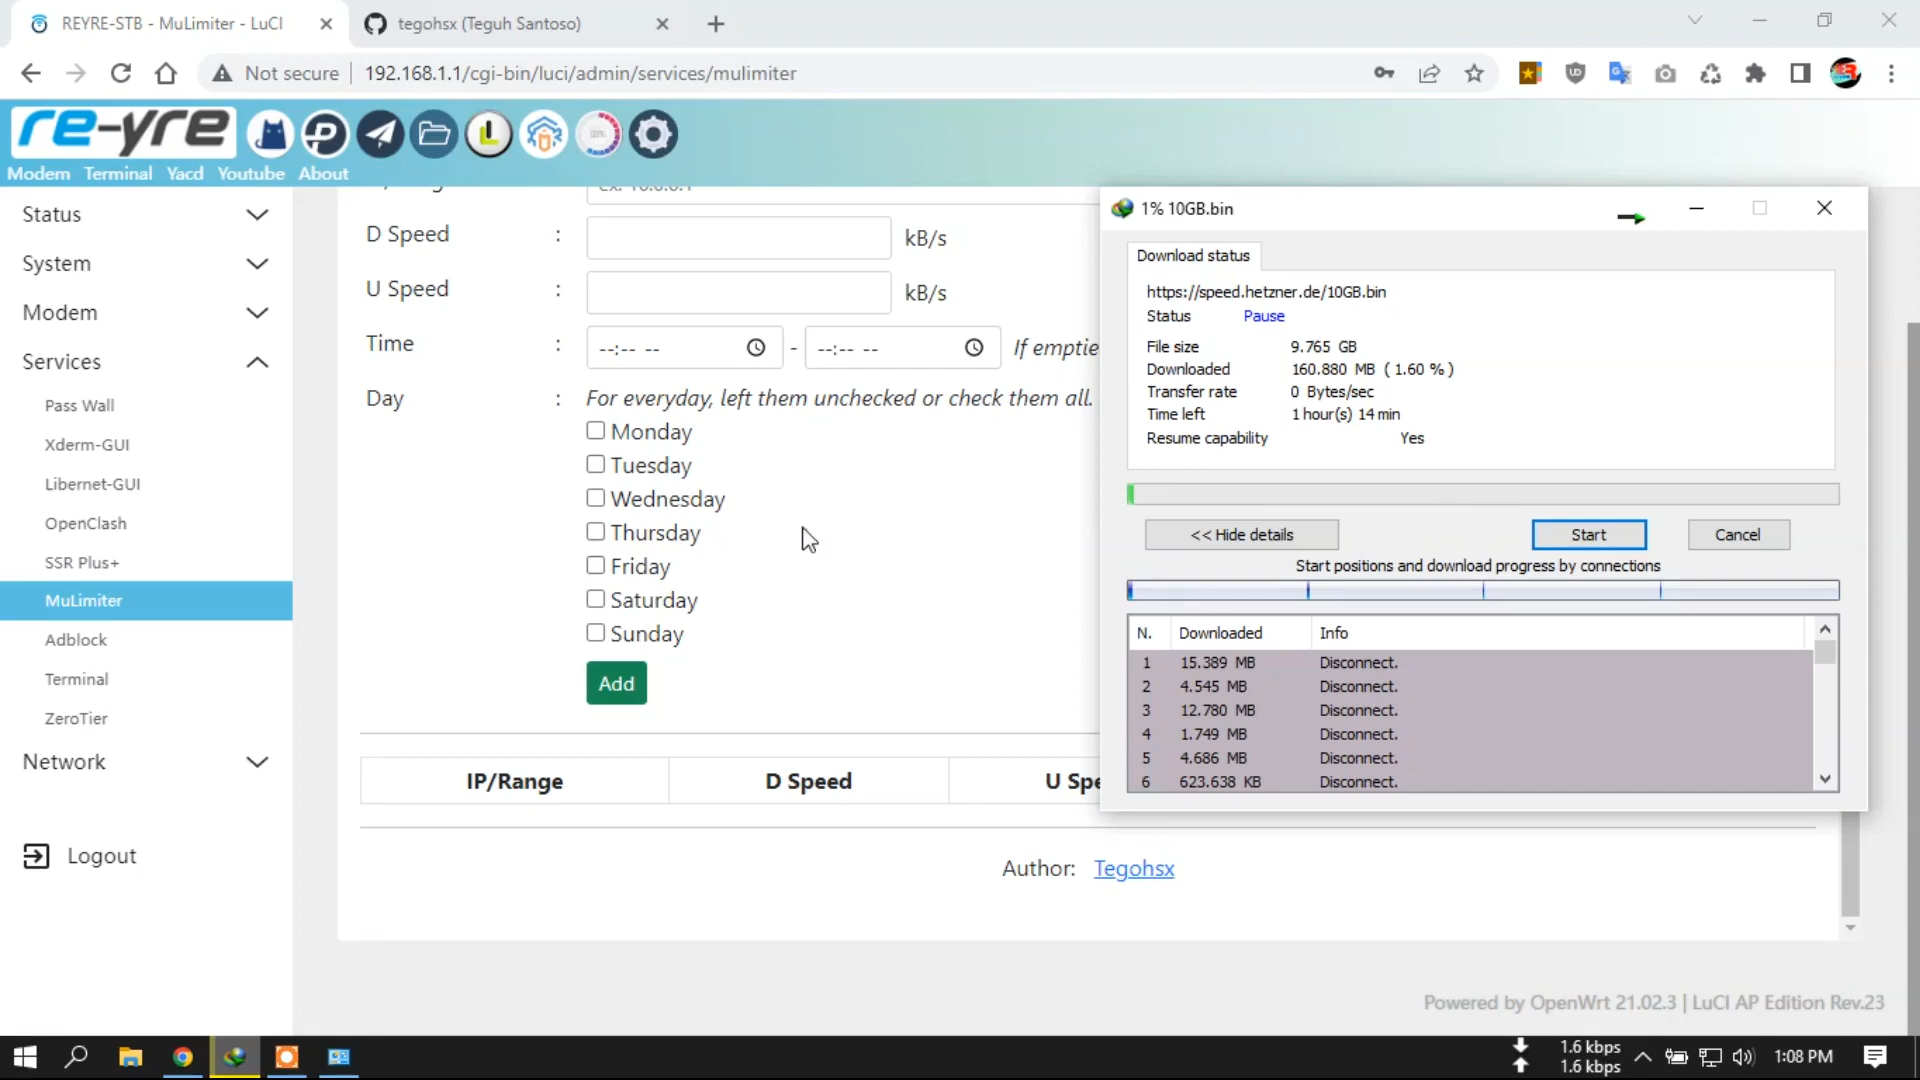 REYRE-STB - MuLimiter - LuCI
tegohsx (Teguh Santoso)
Not secure
192.168.1.1/cgi-bin/luci/admin/services/mulimiter
re-yre
Modem Terminal Yacd Youtube About
Status
System
Modem
Services
Pass Wall
Xderm-GUI
Libernet-GUI
OpenClash
SSR Plus+
MuLimiter
Adblock
Terminal
ZeroTier
Network
Logout
D Speed : kB/s
U Speed : kB/s
Time : --:-- -- - --:-- -- If emptie
Day : For everyday, left them unchecked or check them all.
Monday
Tuesday
Wednesday
Thursday
Friday
Saturday
Sunday
Add
IP/Range D Speed U Spe
Author: Tegohsx
Powered by OpenWrt 21.02.3 | LuCI AP Edition Rev.23
1% 10GB.bin
Download status
https://speed.hetzner.de/10GB.bin
Status Pause
File size 9.765 GB
Downloaded 160.880 MB ( 1.60 % )
Transfer rate 0 Bytes/sec
Time left 1 hour(s) 14 min
Resume capability Yes
<< Hide details Start Cancel
Start positions and download progress by connections
N. Downloaded Info
1 15.389 MB Disconnect.
2 4.545 MB Disconnect.
3 12.780 MB Disconnect.
4 1.749 MB Disconnect.
5 4.686 MB Disconnect.
6 623.638 KB Disconnect.
1.6 kbps
1.6 kbps
1:08 PM